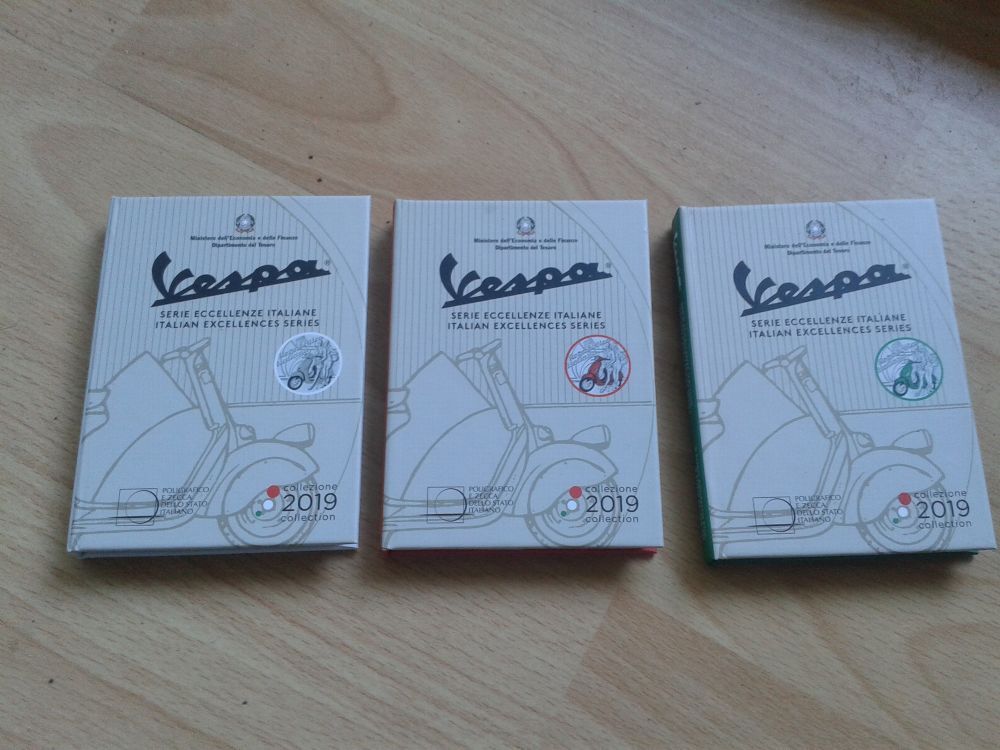 Ministero dell'Economia e delle Finanze
Dipartimento del Tesoro
Vespa®
SERIE ECCELLENZE ITALIANE
ITALIAN EXCELLENCES SERIES
POLIGRAFICO
E ZECCA
DELLO STATO
ITALIANO
collezione
2019
collection
Ministero dell'Economia e delle Finanze
Dipartimento del Tesoro
Vespa®
SERIE ECCELLENZE ITALIANE
ITALIAN EXCELLENCES SERIES
POLIGRAFICO
E ZECCA
DELLO STATO
ITALIANO
collezione
2019
collection
Ministero dell'Economia e delle Finanze
Dipartimento del Tesoro
Vespa®
SERIE ECCELLENZE ITALIANE
ITALIAN EXCELLENCES SERIES
POLIGRAFICO
E ZECCA
DELLO STATO
ITALIANO
collezione
2019
collection